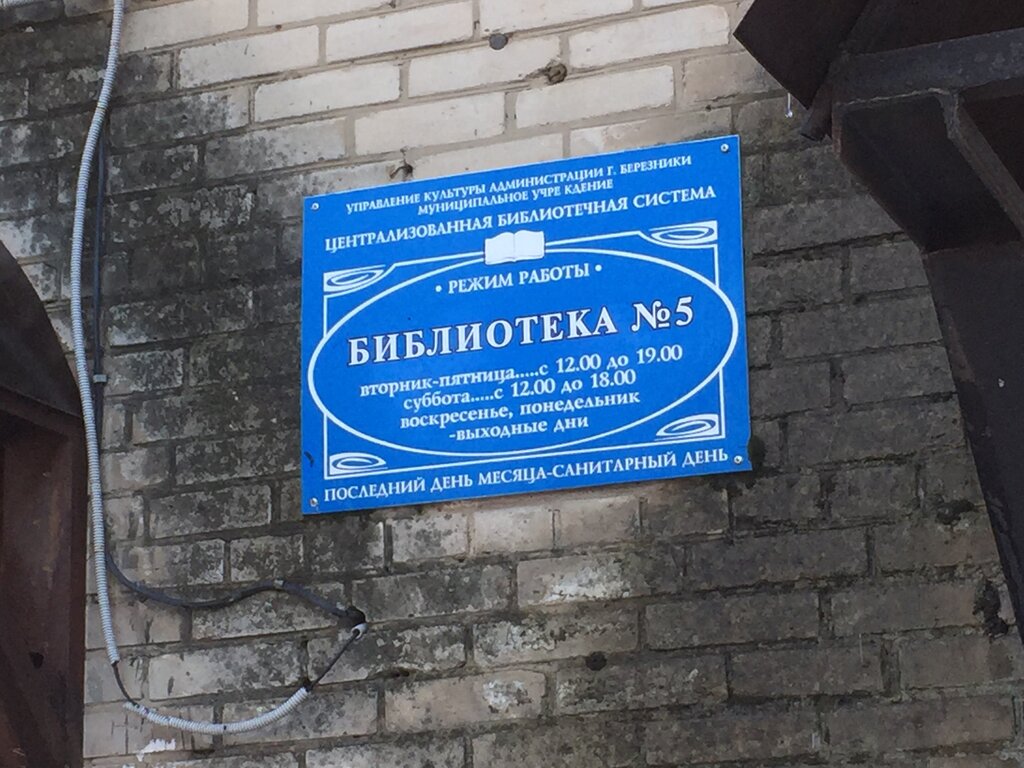 УПРАВЛЕНИЕ КУЛЬТУРЫ АДМИНИСТРАЦИИ Г. БЕРЕЗНИКИ
МУНИЦИПАЛЬНОЕ УЧРЕ КДЕНИЕ
ЦЕНТРАЛИЗОВАННАЯ БИБЛИОТЕЧНАЯ СИСТЕМА
• РЕЖИМ РАБОТЫ •
БИБЛИОТЕКА №5
вторник-пятница.....с 12.00 до 19.00
суббота.....с 12.00 до 18.00
воскресенье, понедельник
-выходные дни
ПОСЛЕДНИЙ ДЕНЬ МЕСЯЦА-САНИТАРНЫЙ ДЕНЬ